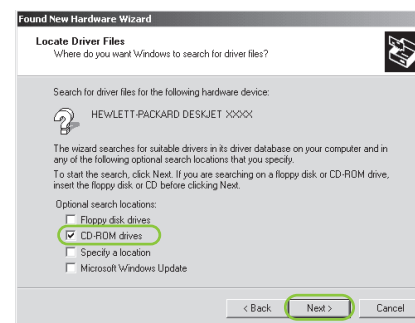 Found New Hardware Wizard
Locate Driver Files
Where do you want Windows to search for driver files?
Search for driver files for the following hardware device:
HEWLETT-PACKARD DESKJET XXXX
The wizard searches for suitable drivers in its driver database on your computer and in
any of the following optional search locations that you specify.
To start the search, click Next. If you are searching on a floppy disk or CD-ROM drive,
insert the floppy disk or CD before clicking Next.
Optional search locations:
Floppy disk drives
CD-ROM drives
Specify a location
Microsoft Windows Update
< Back Next > Cancel